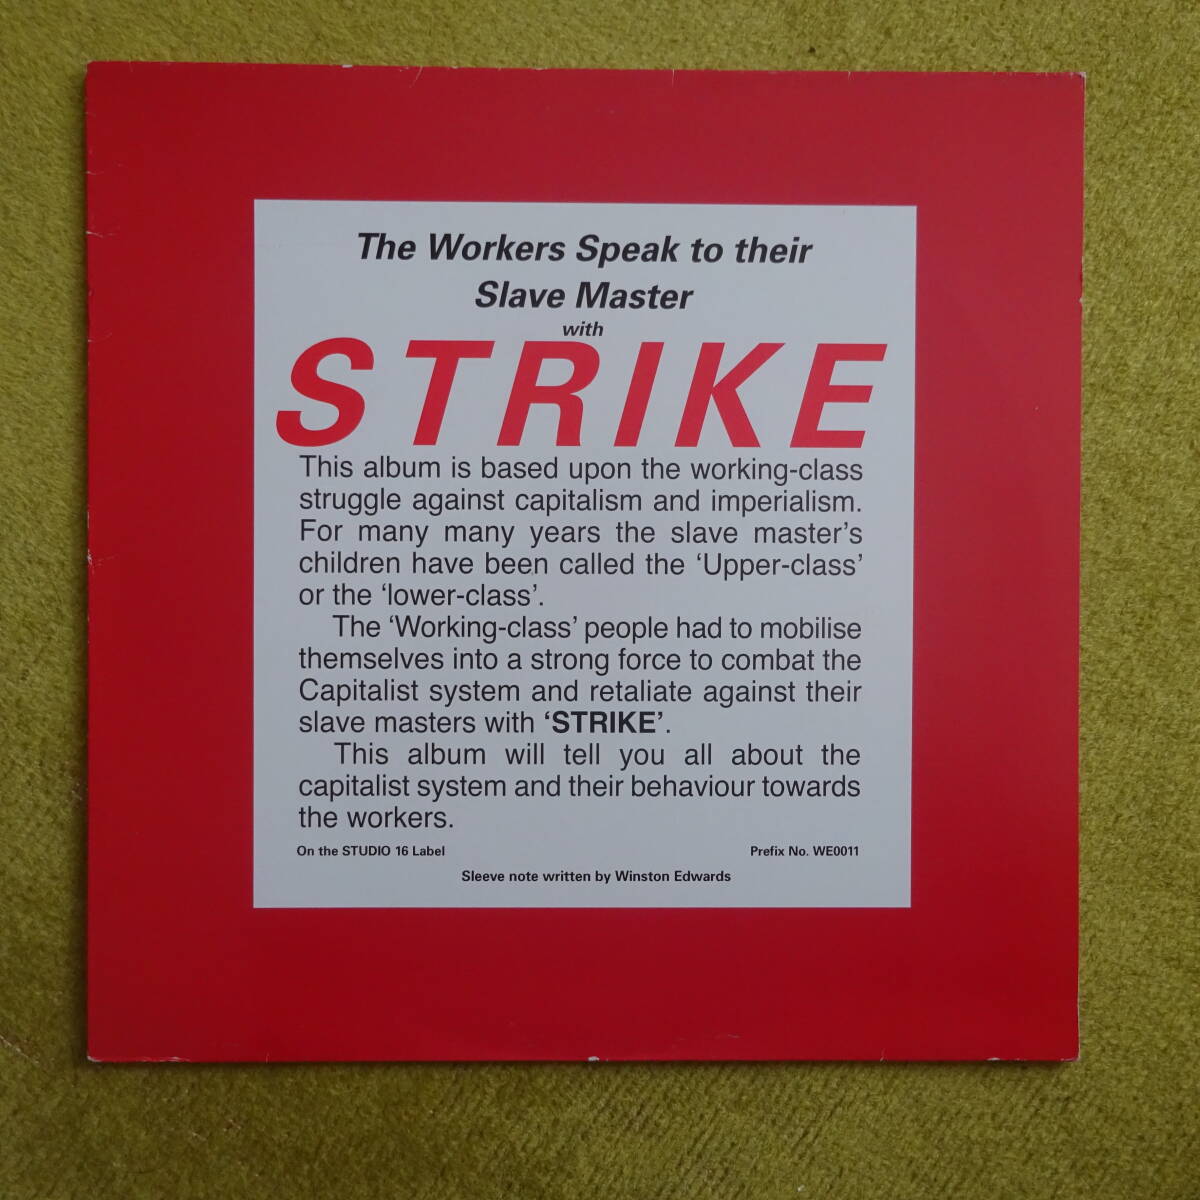 The Workers Speak to their
Slave Master
with
STRIKE
This album is based upon the working-class
struggle against capitalism and imperialism.
For many many years the slave master's
children have been called the ‘Upper-class’
or the ‘lower-class’.
The ‘Working-class’ people had to mobilise
themselves into a strong force to combat the
Capitalist system and retaliate against their
slave masters with ‘STRIKE’.
This album will tell you all about the
capitalist system and their behaviour towards
the workers.
On the STUDIO 16 Label Prefix No. WE0011
Sleeve note written by Winston Edwards